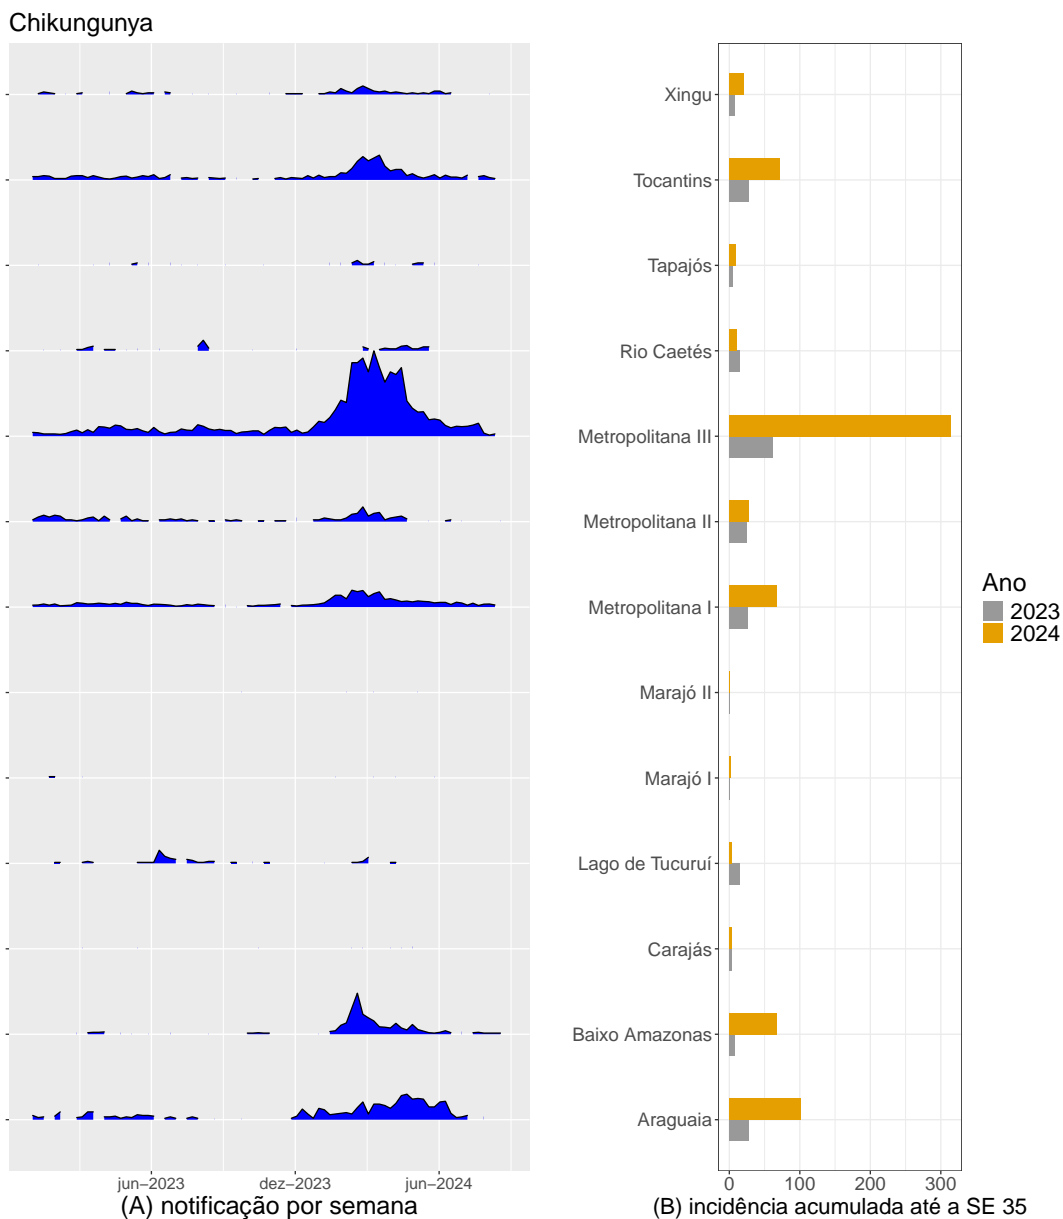 Chikungunya
Xingu
Tocantins
Tapajós
Rio Caetés
Metropolitana III
Metropolitana II
Metropolitana I
Marajó II
Marajó I
Lago de Tucuruí
Carajás
Baixo Amazonas
Araguaia
jun–2023 dez–2023 jun–2024
(A) notificação por semana
0 100 200 300
(B) incidência acumulada até a SE 35
Ano
2023
2024